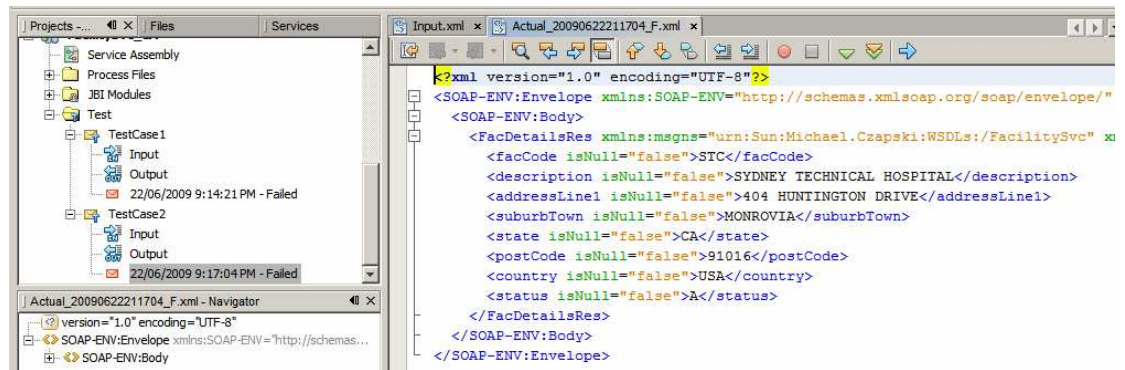 Projects -... Files Services
Service Assembly
Process Files
JBI Modules
Test
TestCase1
Input
Output
22/06/2009 9:14:21 PM - Failed
TestCase2
Input
Output
22/06/2009 9:17:04 PM - Failed
Actual_20090622211704_F.xml - Navigator
version="1.0" encoding="UTF-8"
SOAP-ENV:Envelope xmlns:SOAP-ENV="http://schemas...
SOAP-ENV:Body
Input.xml Actual_20090622211704_F.xml
<?xml version="1.0" encoding="UTF-8"?>
<SOAP-ENV:Envelope xmlns:SOAP-ENV="http://schemas.xmlsoap.org/soap/envelope/"
<SOAP-ENV:Body>
<FacDetailsRes xmlns:msgns="urn:Sun:Michael.Czapski:WSDLs:/FacilitySvc"
<facCode isNull="false">STC</facCode>
<description isNull="false">SYDNEY TECHNICAL HOSPITAL</description>
<addressLine1 isNull="false">404 HUNTINGTON DRIVE</addressLine1>
<suburbTown isNull="false">MONROVIA</suburbTown>
<state isNull="false">CA</state>
<postCode isNull="false">91016</postCode>
<country isNull="false">USA</country>
<status isNull="false">A</status>
</FacDetailsRes>
</SOAP-ENV:Body>
</SOAP-ENV:Envelope>